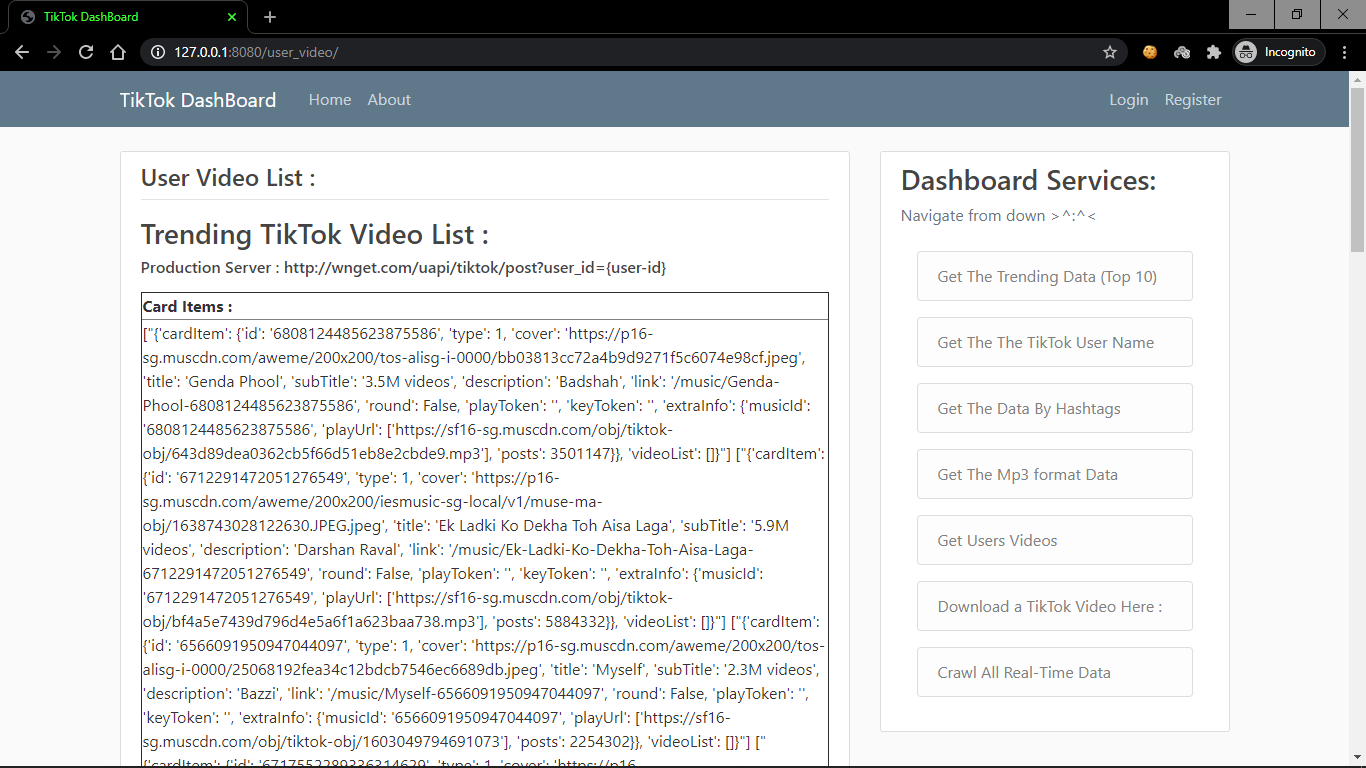 TikTok DashBoard
127.0.0.1:8080/user_video/
Incognito
TikTok DashBoard
Home
About
Login
Register
User Video List :
Trending TikTok Video List :
Production Server : http://wnget.com/uapi/tiktok/post?user_id={user-id}
Card Items :
["{'cardItem': {'id': '6808124485623875586', 'type': 1, 'cover': 'https://p16-
sg.muscdn.com/aweme/200x200/tos-alisg-i-0000/bb03813cc72a4b9d9271f5c6074e98cf.jpeg',
'title': 'Genda Phool', 'subTitle': '3.5M videos', 'description': 'Badshah', 'link': '/music/Genda-
Phool-6808124485623875586', 'round': False, 'playToken': '', 'keyToken': '', 'extraInfo': {'musicId':
'6808124485623875586', 'playUrl': ['https://sf16-sg.muscdn.com/obj/tiktok-
obj/643d89dea0362cb5f66d51eb8e2cbde9.mp3'], 'posts': 3501147}}, 'videoList': []}"] ["{'cardItem':
{'id': '6712291472051276549', 'type': 1, 'cover': 'https://p16-
sg.muscdn.com/aweme/200x200/iesmusic-sg-local/v1/muse-ma-
obj/1638743028122630.JPEG.jpeg', 'title': 'Ek Ladki Ko Dekha Toh Aisa Laga', 'subTitle': '5.9M
videos', 'description': 'Darshan Raval', 'link': '/music/Ek-Ladki-Ko-Dekha-Toh-Aisa-Laga-
6712291472051276549', 'round': False, 'playToken': '', 'keyToken': '', 'extraInfo': {'musicId':
'6712291472051276549', 'playUrl': ['https://sf16-sg.muscdn.com/obj/tiktok-
obj/bf4a5e7439d796d4e5a6f1a623baa738.mp3'], 'posts': 5884332}}, 'videoList': []}"] ["{'cardItem':
{'id': '6566091950947044097', 'type': 1, 'cover': 'https://p16-sg.muscdn.com/aweme/200x200/tos-
alisg-i-0000/25068192fea34c12bdcb7546ec6689db.jpeg', 'title': 'Myself', 'subTitle': '2.3M videos',
'description': 'Bazzi', 'link': '/music/Myself-6566091950947044097', 'round': False, 'playToken': '',
'keyToken': '', 'extraInfo': {'musicId': '6566091950947044097', 'playUrl': ['https://sf16-
sg.muscdn.com/obj/tiktok-obj/1603049794691073'], 'posts': 2254302}}, 'videoList': []}"] ["
{'cardItem': {'id': '6717552289336314629', 'type': 1, 'cover': 'https://p16-
Dashboard Services:
Navigate from down >^:^<
Get The Trending Data (Top 10)
Get The The TikTok User Name
Get The Data By Hashtags
Get The Mp3 format Data
Get Users Videos
Download a TikTok Video Here :
Crawl All Real-Time Data